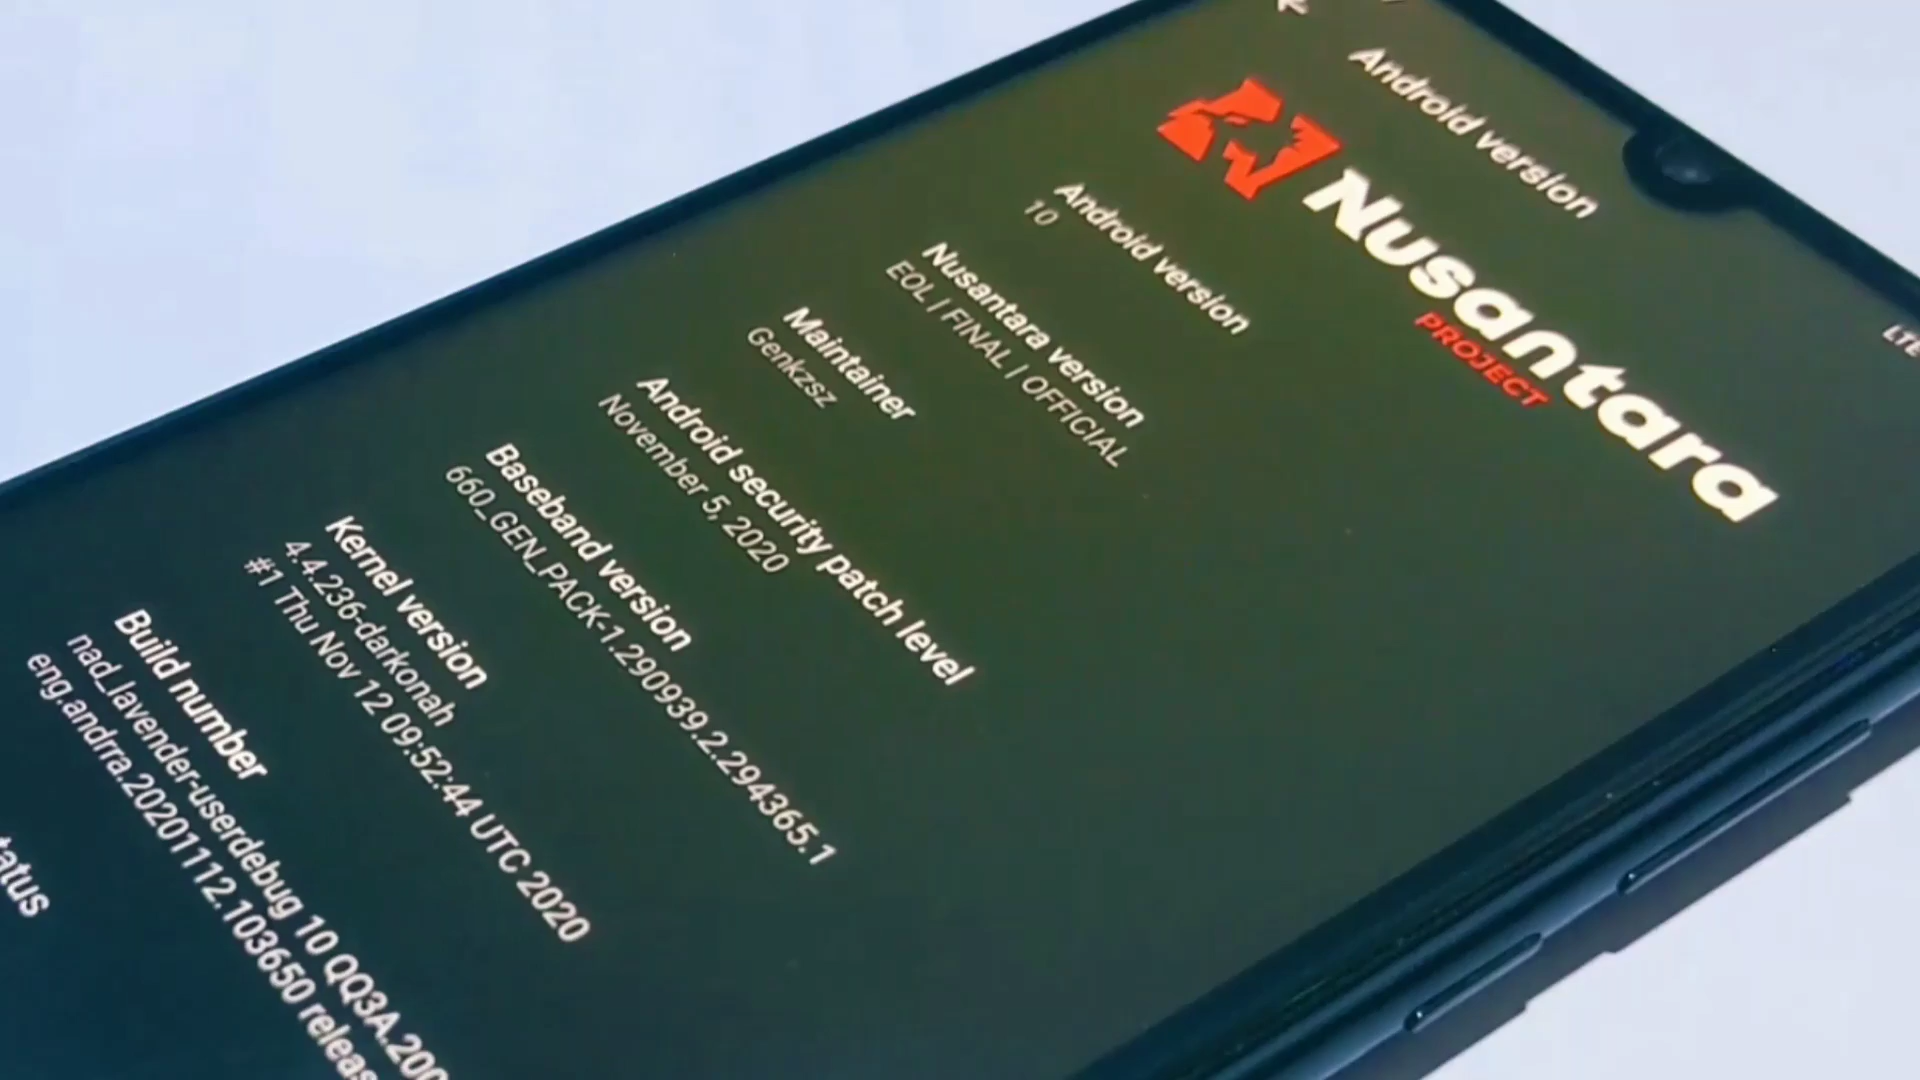 LTE
Android version
Nusantara
PROJECT
Android version
10
Nusantara version
EOL | FINAL | OFFICIAL
Maintainer
Genkzsz
Android security patch level
November 5, 2020
Baseband version
660_GEN_PACK-1.290939.2.294365.1
Kernel version
4.4.236-darkonah
#1 Thu Nov 12 09:52:44 UTC 2020
Build number
nad_lavender-userdebug 10 QQ3A.200
eng.andrra.20201112.103650 releas
tatus